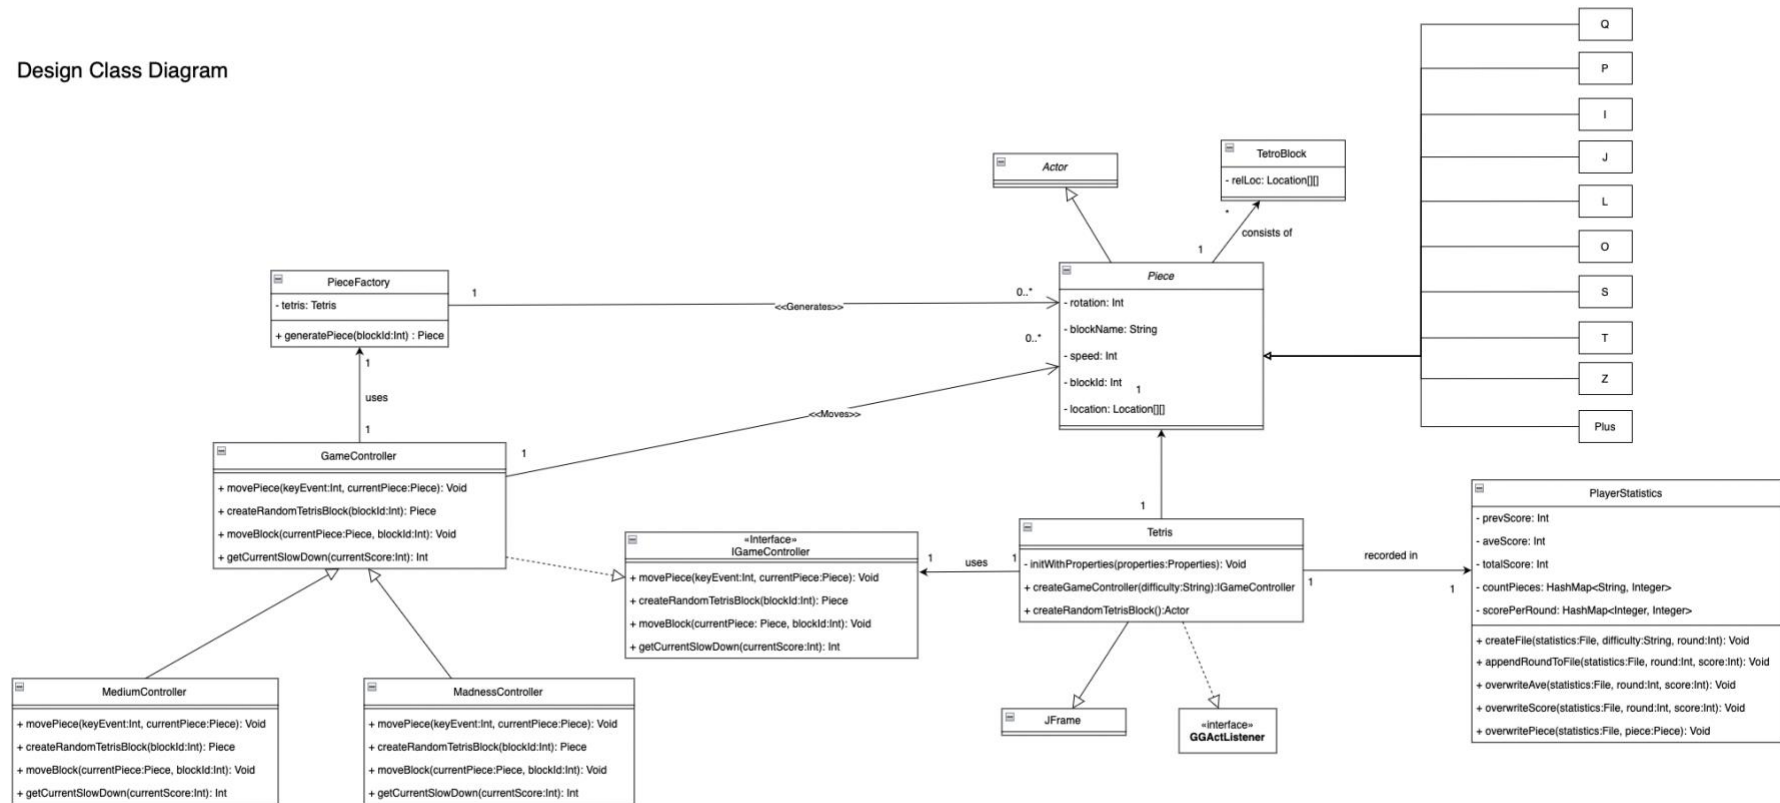 Design Class Diagram
Q
P
I
J
L
O
S
T
Z
Plus
Actor
TetroBlock
- relLoc: Location[][]
*
consists of
1
PieceFactory
- tetris: Tetris
+ generatePiece(blockId:Int) : Piece
1
<<Generates>>
0..*
Piece
- rotation: Int
- blockName: String
- speed: Int
- blockId: Int
- location: Location[][]
0..*
1
1
uses
1
<<Moves>>
1
GameController
+ movePiece(keyEvent:Int, currentPiece:Piece): Void
+ createRandomTetrisBlock(blockId:Int): Piece
+ moveBlock(currentPiece:Piece, blockId:Int): Void
+ getCurrentSlowDown(currentScore:Int): Int
«Interface»
IGameController
+ movePiece(keyEvent:Int, currentPiece:Piece): Void
+ createRandomTetrisBlock(blockId:Int): Piece
+ moveBlock(currentPiece: Piece, blockId:Int): Void
+ getCurrentSlowDown(currentScore:Int): Int
1
uses
1
1
Tetris
- initWithProperties(properties:Properties): Void
+ createGameController(difficulty:String):IGameController
+ createRandomTetrisBlock():Actor
recorded in
1
1
PlayerStatistics
- prevScore: Int
- aveScore: Int
- totalScore: Int
- countPieces: HashMap<String, Integer>
- scorePerRound: HashMap<Integer, Integer>
+ createFile(statistics:File, difficulty:String, round:Int): Void
+ appendRoundToFile(statistics:File, round:Int, score:Int): Void
+ overwriteAve(statistics:File, round:Int, score:Int): Void
+ overwriteScore(statistics:File, round:Int, score:Int): Void
+ overwritePiece(statistics:File, piece:Piece): Void
MediumController
+ movePiece(keyEvent:Int, currentPiece:Piece): Void
+ createRandomTetrisBlock(blockId:Int): Piece
+ moveBlock(currentPiece:Piece, blockId:Int): Void
+ getCurrentSlowDown(currentScore:Int): Int
MadnessController
+ movePiece(keyEvent:Int, currentPiece:Piece): Void
+ createRandomTetrisBlock(blockId:Int): Piece
+ moveBlock(currentPiece:Piece, blockId:Int): Void
+ getCurrentSlowDown(currentScore:Int): Int
JFrame
«interface»
GGActListener